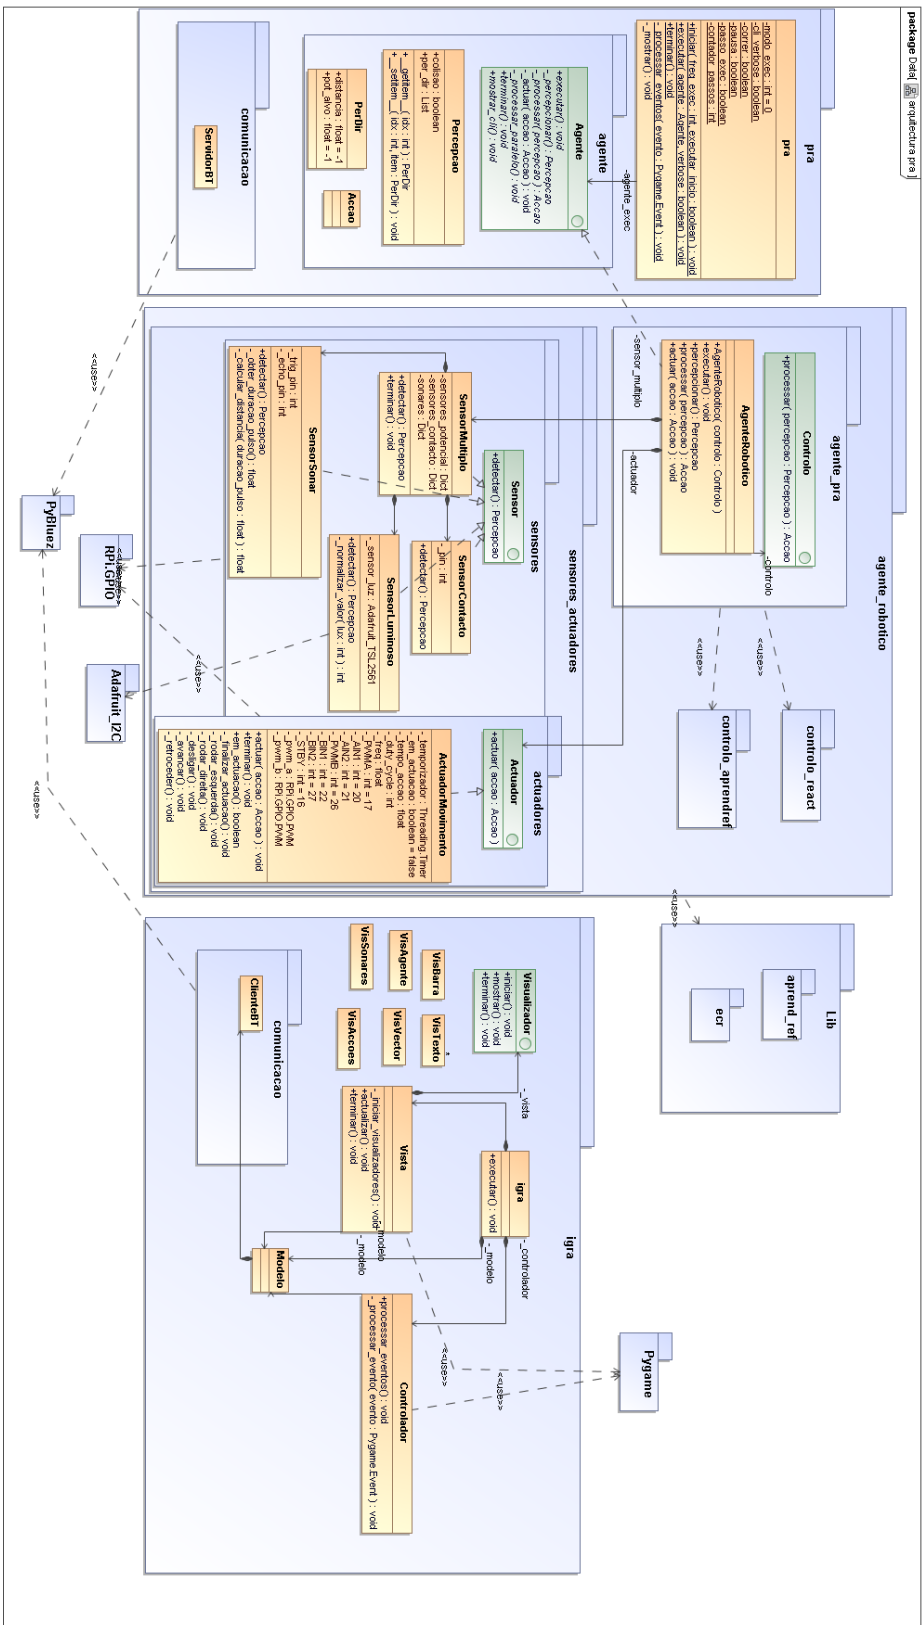 package Data[ arquitectura pra ]
pra
pra
-modo_exec : int = 0
-cli_verbose : boolean
-correr : boolean
-pausa : boolean
-passo_exec : boolean
-contador_passos : int
+iniciar( freq_exec : int, executar_inicio : boolean ) : void
+executar( agente : Agente, verbose : boolean ) : void
+terminar() : void
-_processar_eventos( evento : Pygame.Event ) : void
-_mostrar() : void
-agente_exec
agente
Agente
+executar() : void
-_percepcionar() : Percepcao
-_processar( percepcao ) : Accao
-_actuar( accao : Accao ) : void
-_processar_paralelo() : void
+terminar() : void
+mostrar_cli() : void
Percepcao
+colisao : boolean
+per_dir : List
+__getitem__( idx : int ) : PerDir
+__setitem__( idx : int, item : PerDir ) : void
PerDir
+distancia : float = -1
+pot_alvo : float = -1
Accao
comunicacao
ServidorBT
<<use>>
agente_robotico
agente_pra
Controlo
+processar( percepcao : Percepcao ) : Accao
-controlo
AgenteRobotico
+AgenteRobotico( controlo : Controlo )
+executar() : void
+percepcionar() : Percepcao
+processar( percepcao ) : Accao
+actuar( accao : Accao ) : void
-sensor_multiplo
-actuador
<<use>>
<<use>>
controlo_react
controlo_aprendref
sensores_actuadores
sensores
Sensor
+detectar() : Percepcao
SensorMultiplo
-sensores_potencial : Dict
-sensores_contacto : Dict
-sonares : Dict
+detectar() : Percepcao
+terminar() : void
SensorContacto
-_pin : int
+detectar() : Percepcao
SensorLuminoso
-_sensor_luz : Adafruit_TSL2561
+detectar() : Percepcao
-_normalizar_valor( lux : int ) : int
SensorSonar
-_trig_pin : int
-_echo_pin : int
+detectar() : Percepcao
-_obter_duracao_pulso() : float
-_calcular_distancia( duracao_pulso : float ) : float
actuadores
Actuador
+actuar( accao : Accao )
ActuadorMovimento
-_temporizador : Threading.Timer
-_em_actuacao : boolean = false
-_tempo_accao : float
-duty_cycle : int
-freq : float
-_PWMA : int = 17
-_AIN1 : int = 20
-_AIN2 : int = 21
-_PWMB : int = 26
-_BIN1 : int = 22
-_BIN2 : int = 27
-_STBY : int = 16
-_pwm_a : RPi.GPIO.PWM
-_pwm_b : RPi.GPIO.PWM
+actuar( accao : Accao ) : void
+terminar() : void
+em_actuacao() : boolean
-_finalizar_actuacao() : void
-_rodar_esquerda() : void
-_rodar_direita() : void
-_desligar() : void
-_avancar() : void
-_retroceder() : void
<<use>>
PyBluez
RPi.GPIO
Adafruit_I2C
<<use>>
<<use>>
Lib
aprend_ref
ecr
igra
Visualizador
+iniciar() : void
+mostrar() : void
+terminar() : void
VisBarra
VisTexto
VisAgente
VisVector
VisSonares
VisAccoes
-_vista
igra
+executar() : void
-_controlador
-_modelo
Vista
-_iniciar_visualizadores() : void
+actualizar() : void
+terminar() : void
-_modelo
-_modelo
Modelo
Controlador
+processar_eventos() : void
-_processar_evento( evento : Pygame.Event ) : void
comunicacao
ClienteBT
<<use>>
<<use>>
Pygame